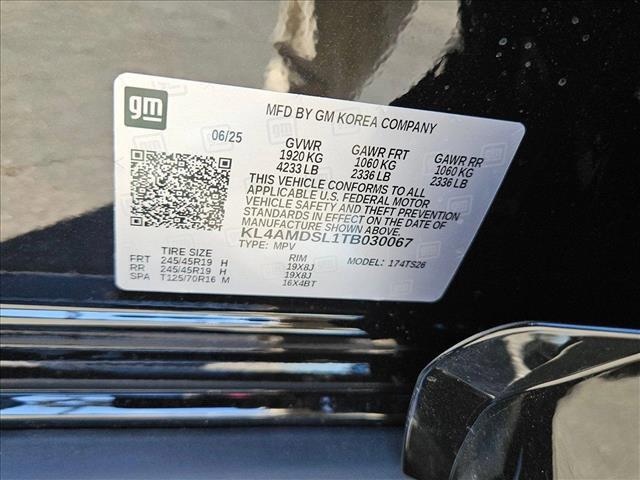 gm
MFD BY GM KOREA COMPANY
06/25
GVWR GAWR FRT GAWR RR
1920 KG 1060 KG 1060 KG
4233 LB 2336 LB 2336 LB
THIS VEHICLE CONFORMS TO ALL
APPLICABLE U.S. FEDERAL MOTOR
VEHICLE SAFETY AND THEFT PREVENTION
STANDARDS IN EFFECT ON THE DATE OF
MANUFACTURE SHOWN ABOVE.
KL4AMDSL1TB030067
TYPE: MPV MODEL: 174TS26
TIRE SIZE RIM
FRT 245/45R19 H 19X8J
RR 245/45R19 H 19X8J
SPA T125/70R16 M 16X4BT